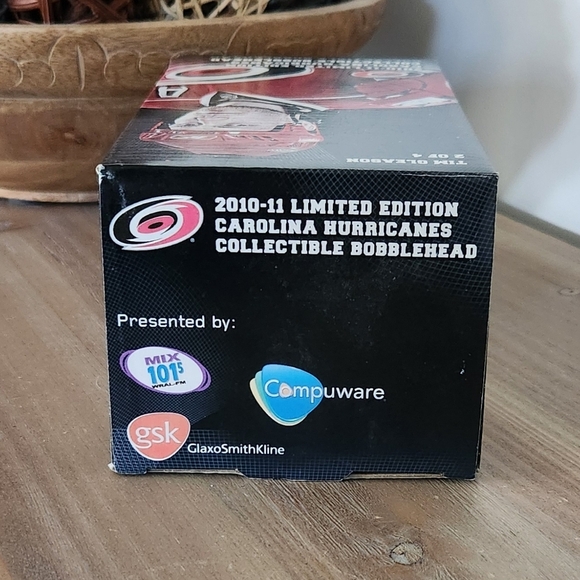 TIM GLEASON
2 OF 4
2010-11 LIMITED EDITION
CAROLINA HURRICANES
COLLECTIBLE BOBBLEHEAD
Presented by:
MIX
101.5
WRAL-FM
Compuware
gsk
GlaxoSmithKline